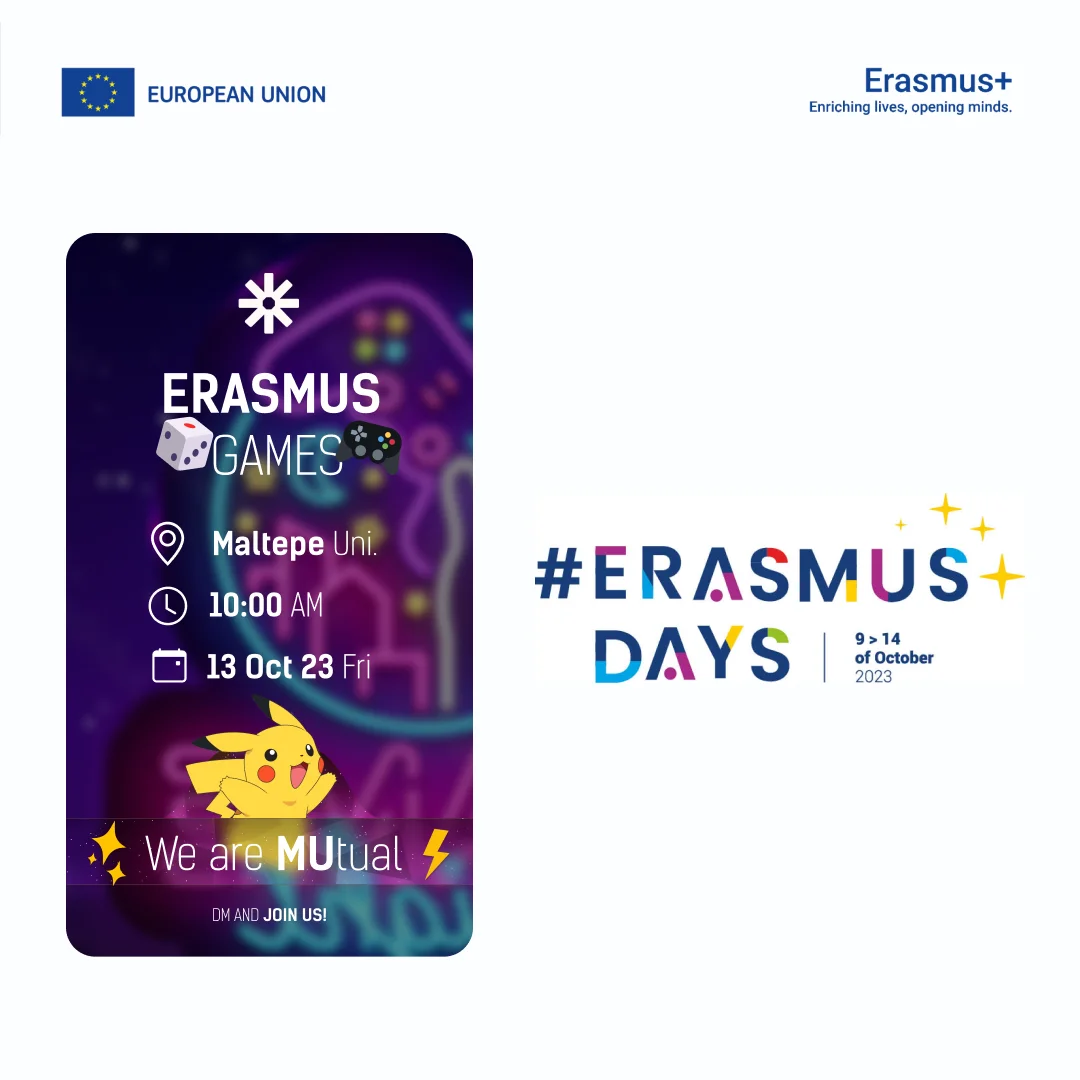 EUROPEAN UNION
Erasmus+
Enriching lives, opening minds.
ERASMUS
GAMES
Maltepe Uni.
10:00 AM
13 Oct 23 Fri
We are MUtual
DM AND JOIN US!
#ERASMUS
DAYS
9 > 14
of October
2023